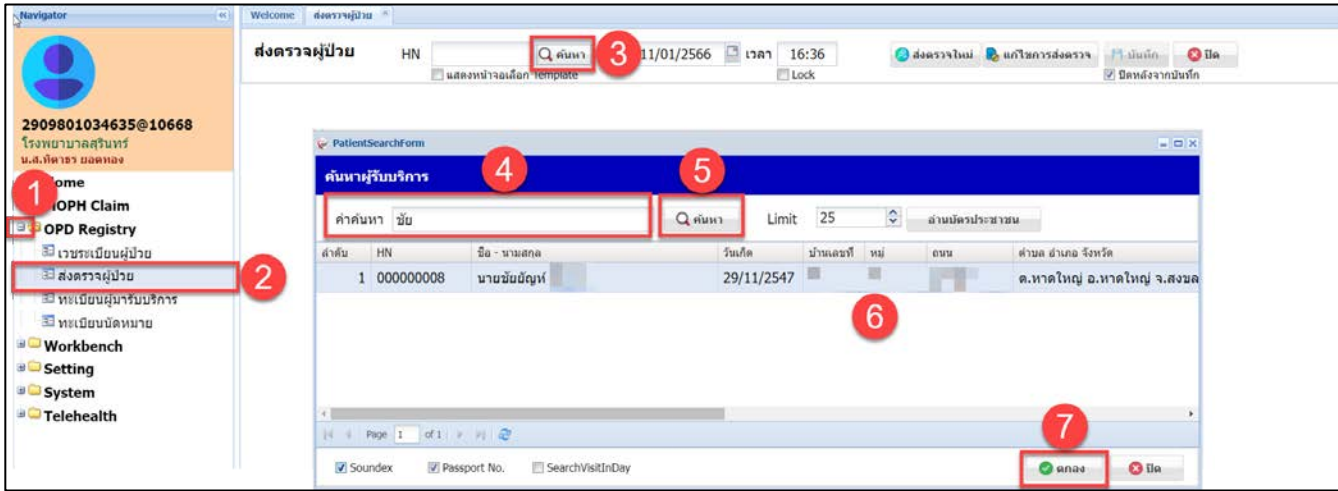 Navigator
Welcome ส่งตรวจผู้ป่วย
ส่งตรวจผู้ป่วย HN ค้นหา 3 11/01/2566 เวลา 16:36 ส่งตรวจใหม่ แก้ไขการส่งตรวจ บันทึก ปิด
แสดงหน้าจอเลือก Template Lock ปิดหลังจากบันทึก
2909801034635@10668
โรงพยาบาลสุรินทร์
น.ส.ทิดาธร ยอดทอง
1
ome
OPH Claim
OPD Registry
เวชระเบียนผู้ป่วย
ส่งตรวจผู้ป่วย 2
ทะเบียนผู้มารับบริการ
ทะเบียนนัดหมาย
Workbench
Setting
System
Telehealth
PatientSearchForm
ค้นหาผู้รับบริการ 4 5
คำค้นหา ชัย ค้นหา Limit 25 อ่านบัตรประชาชน
ลำดับ HN ชื่อ - นามสกุล วันเกิด บ้านเลขที่ หมู่ ถนน ตำบล อำเภอ จังหวัด
1 000000008 นายชัยธัญห์ 29/11/2547 ต.หาดใหญ่ อ.หาดใหญ่ จ.สงขล
6
Page 1 of 1 7
Soundex Passport No. SearchVisitInDay ตกลง ปิด